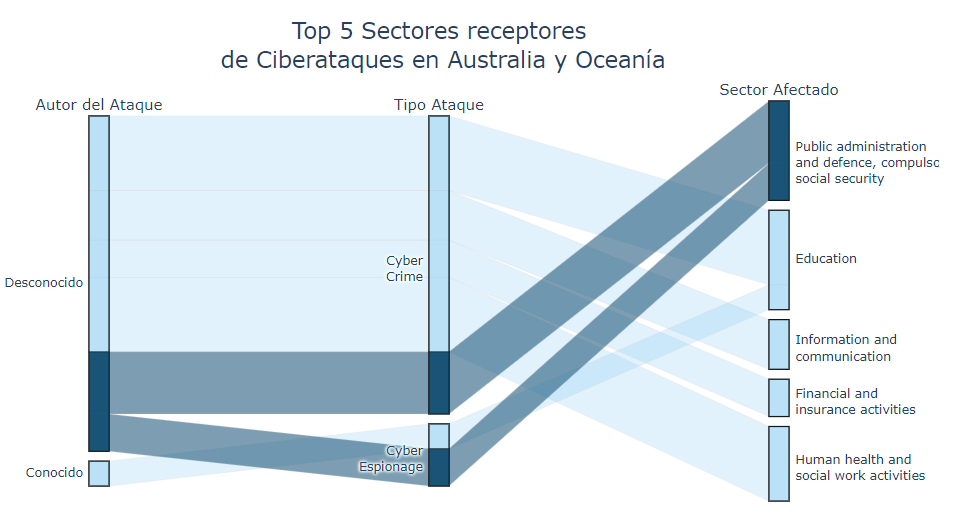 Top 5 Sectores receptores
de Ciberataques en Australia y Oceanía
Autor del Ataque
Tipo Ataque
Sector Afectado
Desconocido
Conocido
Cyber
Crime
Cyber
Espionage
Public administration
and defence, compulso
social security
Education
Information and
communication
Financial and
insurance activities
Human health and
social work activities